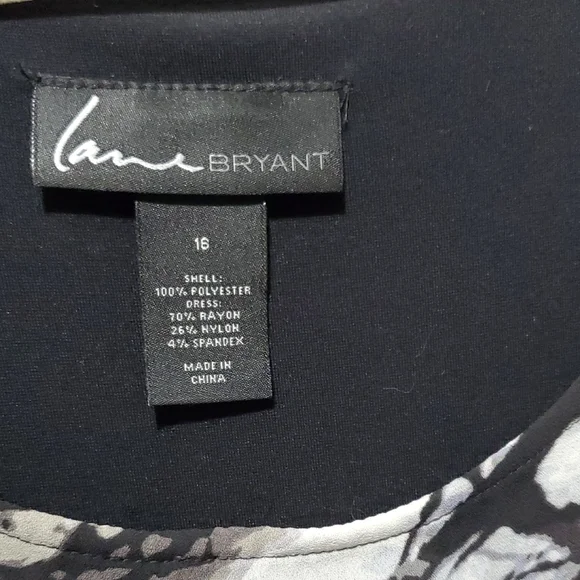 lane BRYANT
16
SHELL:
100% POLYESTER
DRESS:
70% RAYON
26% NYLON
4% SPANDEX
MADE IN
CHINA